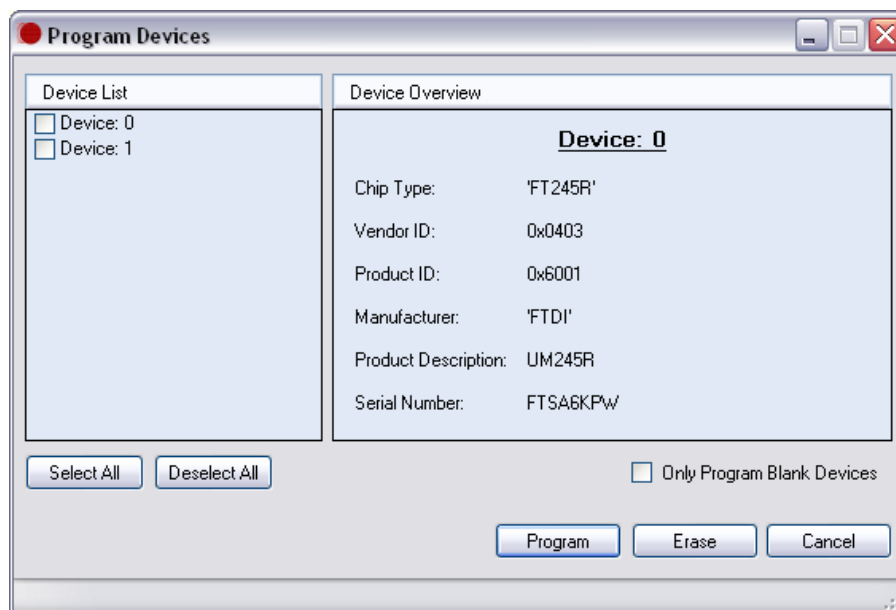 Program Devices
Device List
Device: 0
Device: 1
Device Overview
Device: 0
Chip Type: 'FT245R'
Vendor ID: 0x0403
Product ID: 0x6001
Manufacturer: 'FTDI'
Product Description: UM245R
Serial Number: FTSA6KPW
Select All Deselect All Only Program Blank Devices
Program Erase Cancel